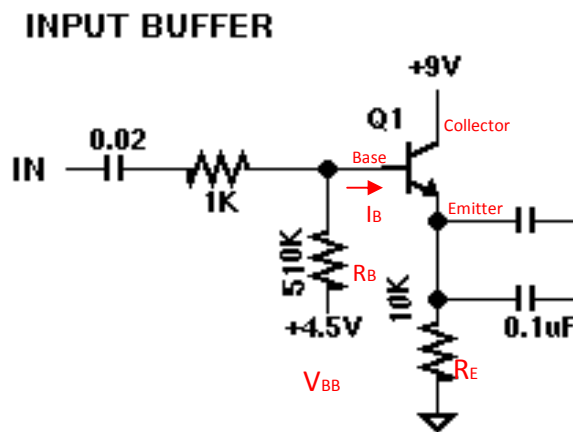 INPUT BUFFER
+9V
Q1
Collector
0.02
IN
Base
1K
IB
Emitter
510K
RB
10K
+4.5V
0.1uF
VBB
RE